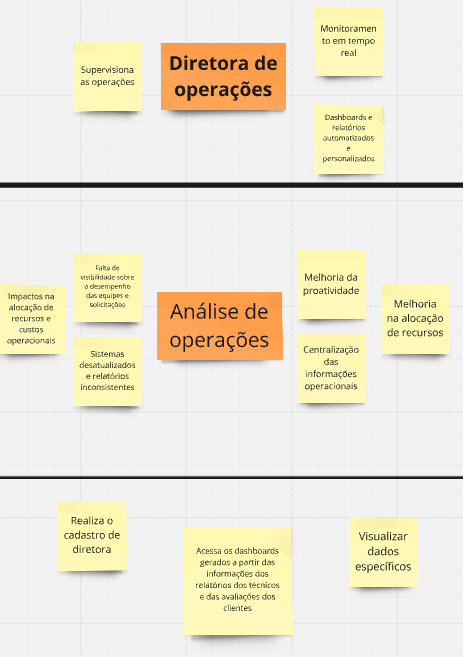 Supervisiona
as operações
Diretora de
operações
Monitoramen
to em tempo
real
Dashboards e
relatórios
automatizados
e
personalizados
Impactos na
alocação de
recursos e
custos
operacionais
Falta de
visibilidade sobre
o desempenho
das equipes e
solicitações
Sistemas
desatualizados
e relatórios
inconsistentes
Análise de
operações
Melhoria da
proatividade
Centralização
das
informações
operacionais
Melhoria
na alocação
de recursos
Realiza o
cadastro de
diretora
Acessa os dashboards
gerados a partir das
informações dos
relatórios dos técnicos
e das avaliações dos
clientes
Visualizar
dados
específicos